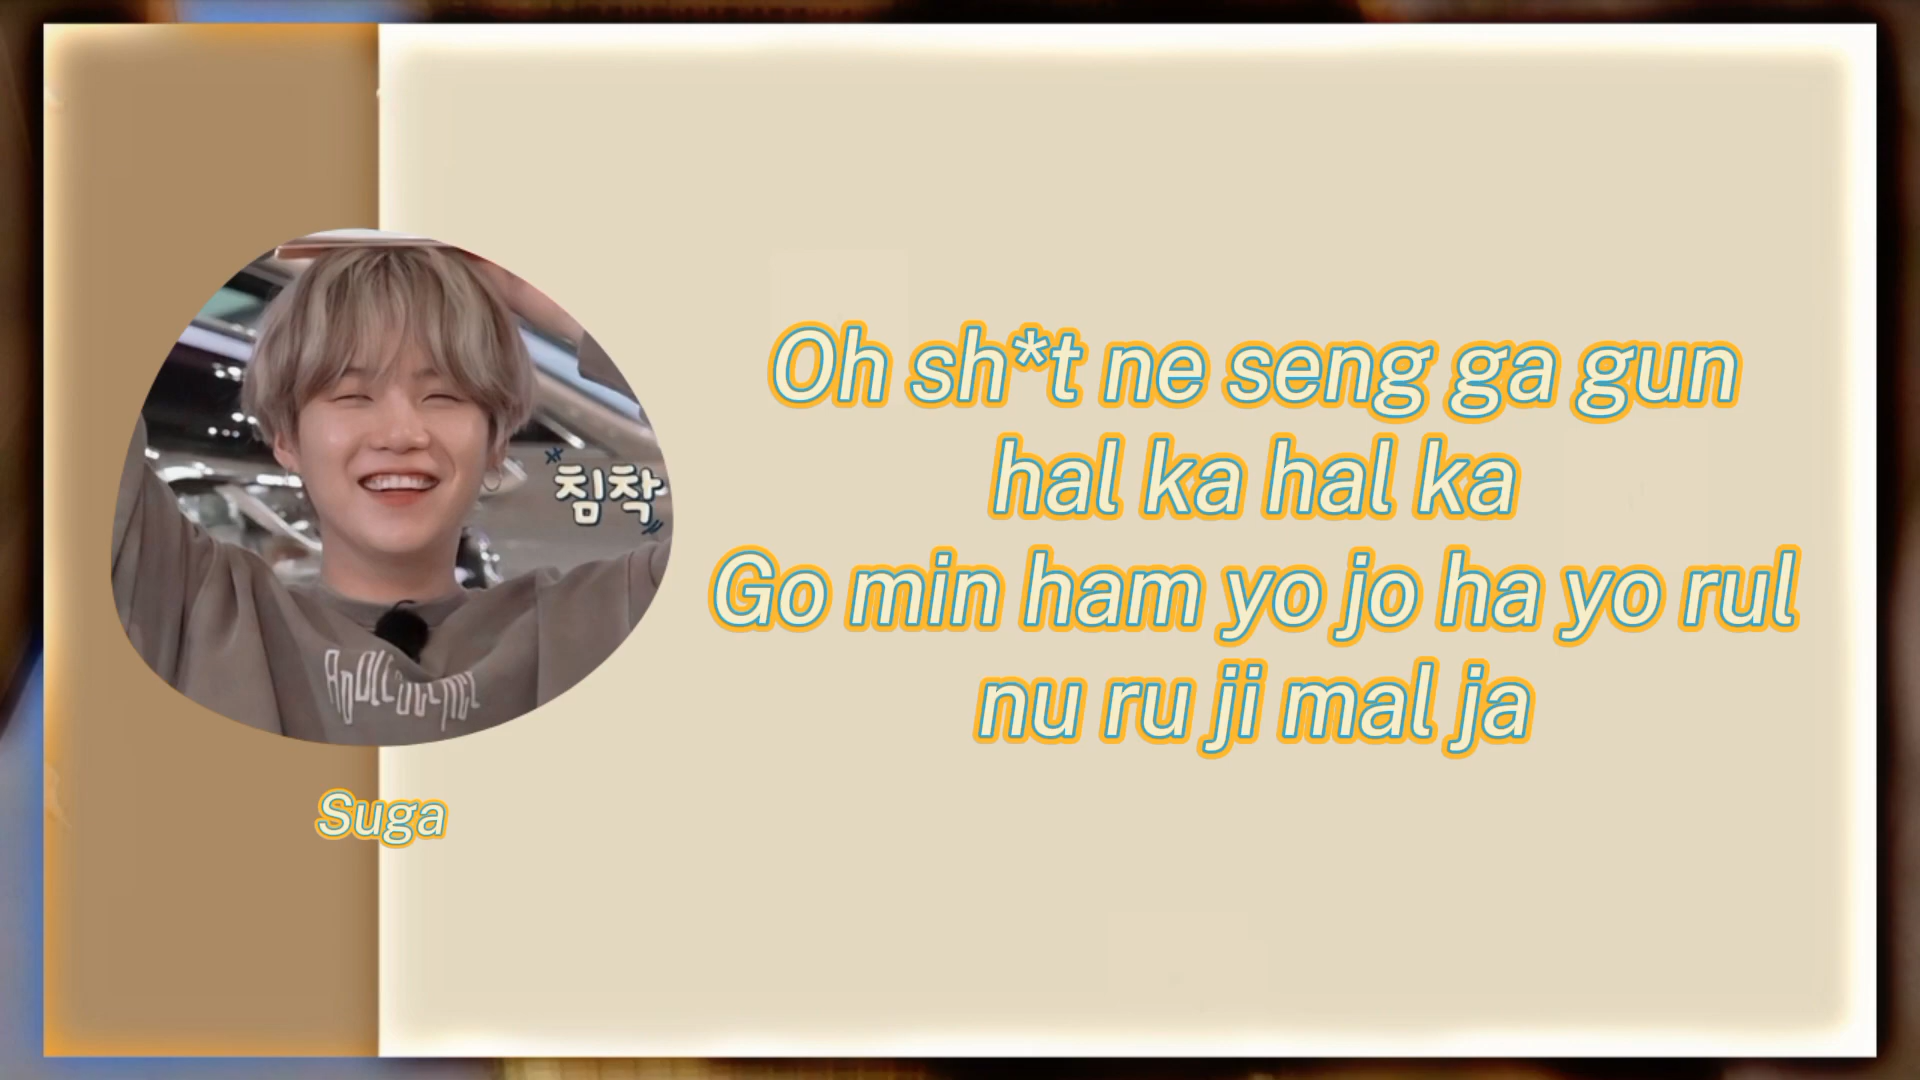 침착
Oh sh*t ne seng ga gun
hal ka hal ka
Go min ham yo jo ha yo rul
nu ru ji mal ja
Suga